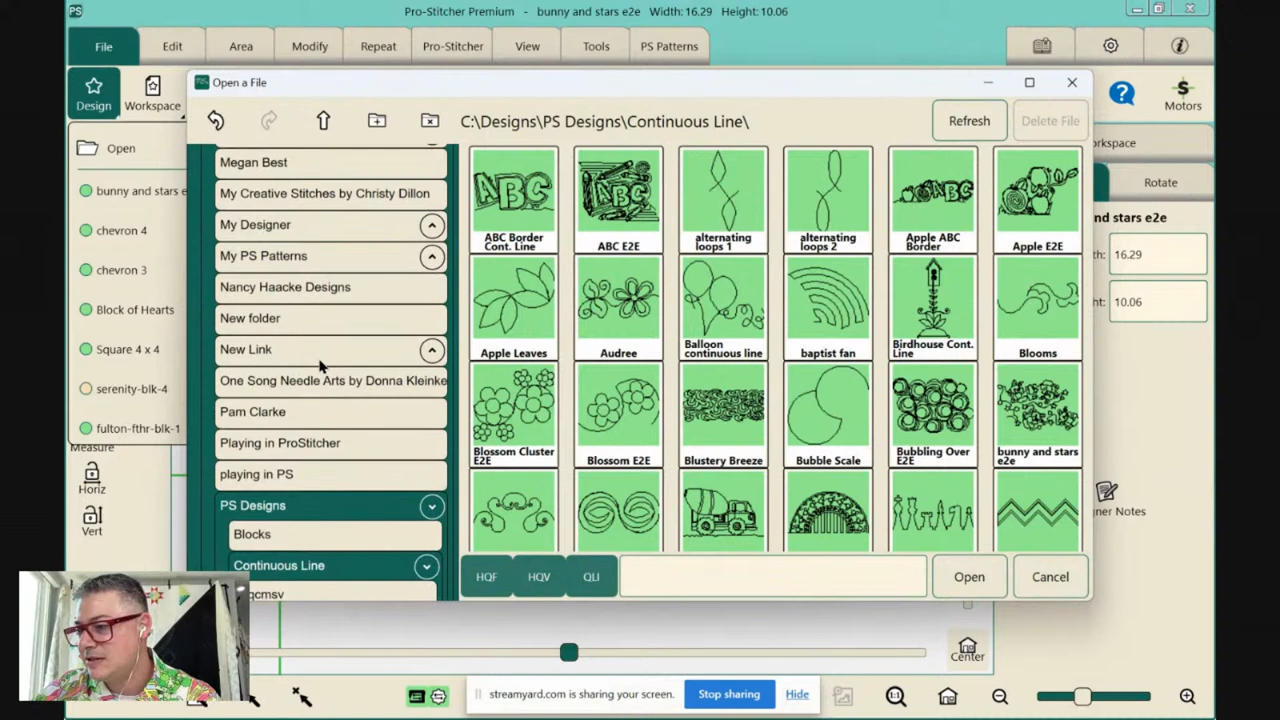 PS
Pro-Stitcher Premium - bunny and stars e2e Width: 16.29 Height: 10.06
File
Edit
Area
Modify
Repeat
Pro-Stitcher
View
Tools
PS Patterns
Design
Workspace
Open a File
Motors
C:\Designs\PS Designs\Continuous Line\
Refresh
Delete File
Open
bunny and stars e
chevron 4
chevron 3
Block of Hearts
Square 4 x 4
serenity-blk-4
fulton-fthr-blk-1
Measure
Horiz
Vert
Megan Best
My Creative Stitches by Christy Dillon
My Designer
My PS Patterns
Nancy Haacke Designs
New folder
New Link
One Song Needle Arts by Donna Kleinke
Pam Clarke
Playing in ProStitcher
playing in PS
PS Designs
Blocks
Continuous Line
qcmsv
ABC Border
Cont. Line
ABC E2E
alternating
loops 1
alternating
loops 2
Apple ABC
Border
Apple E2E
Apple Leaves
Audree
Balloon
continuous line
baptist fan
Birdhouse Cont.
Line
Blooms
Blossom Cluster
E2E
Blossom E2E
Blustery Breeze
Bubble Scale
Bubbling Over
E2E
bunny and stars
e2e
HQF
HQV
QLI
Open
Cancel
orkspace
Rotate
nd stars e2e
th:
16.29
ht:
10.06
gner Notes
Center
streamyard.com is sharing your screen.
Stop sharing
Hide
1:1